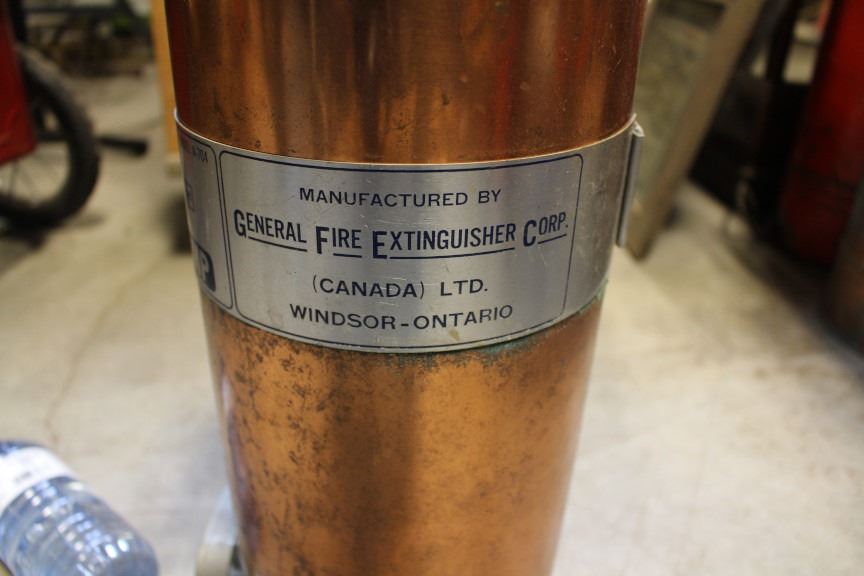 MANUFACTURED BY
GENERAL FIRE EXTINGUISHER CORP.
(CANADA) LTD.
WINDSOR-ONTARIO